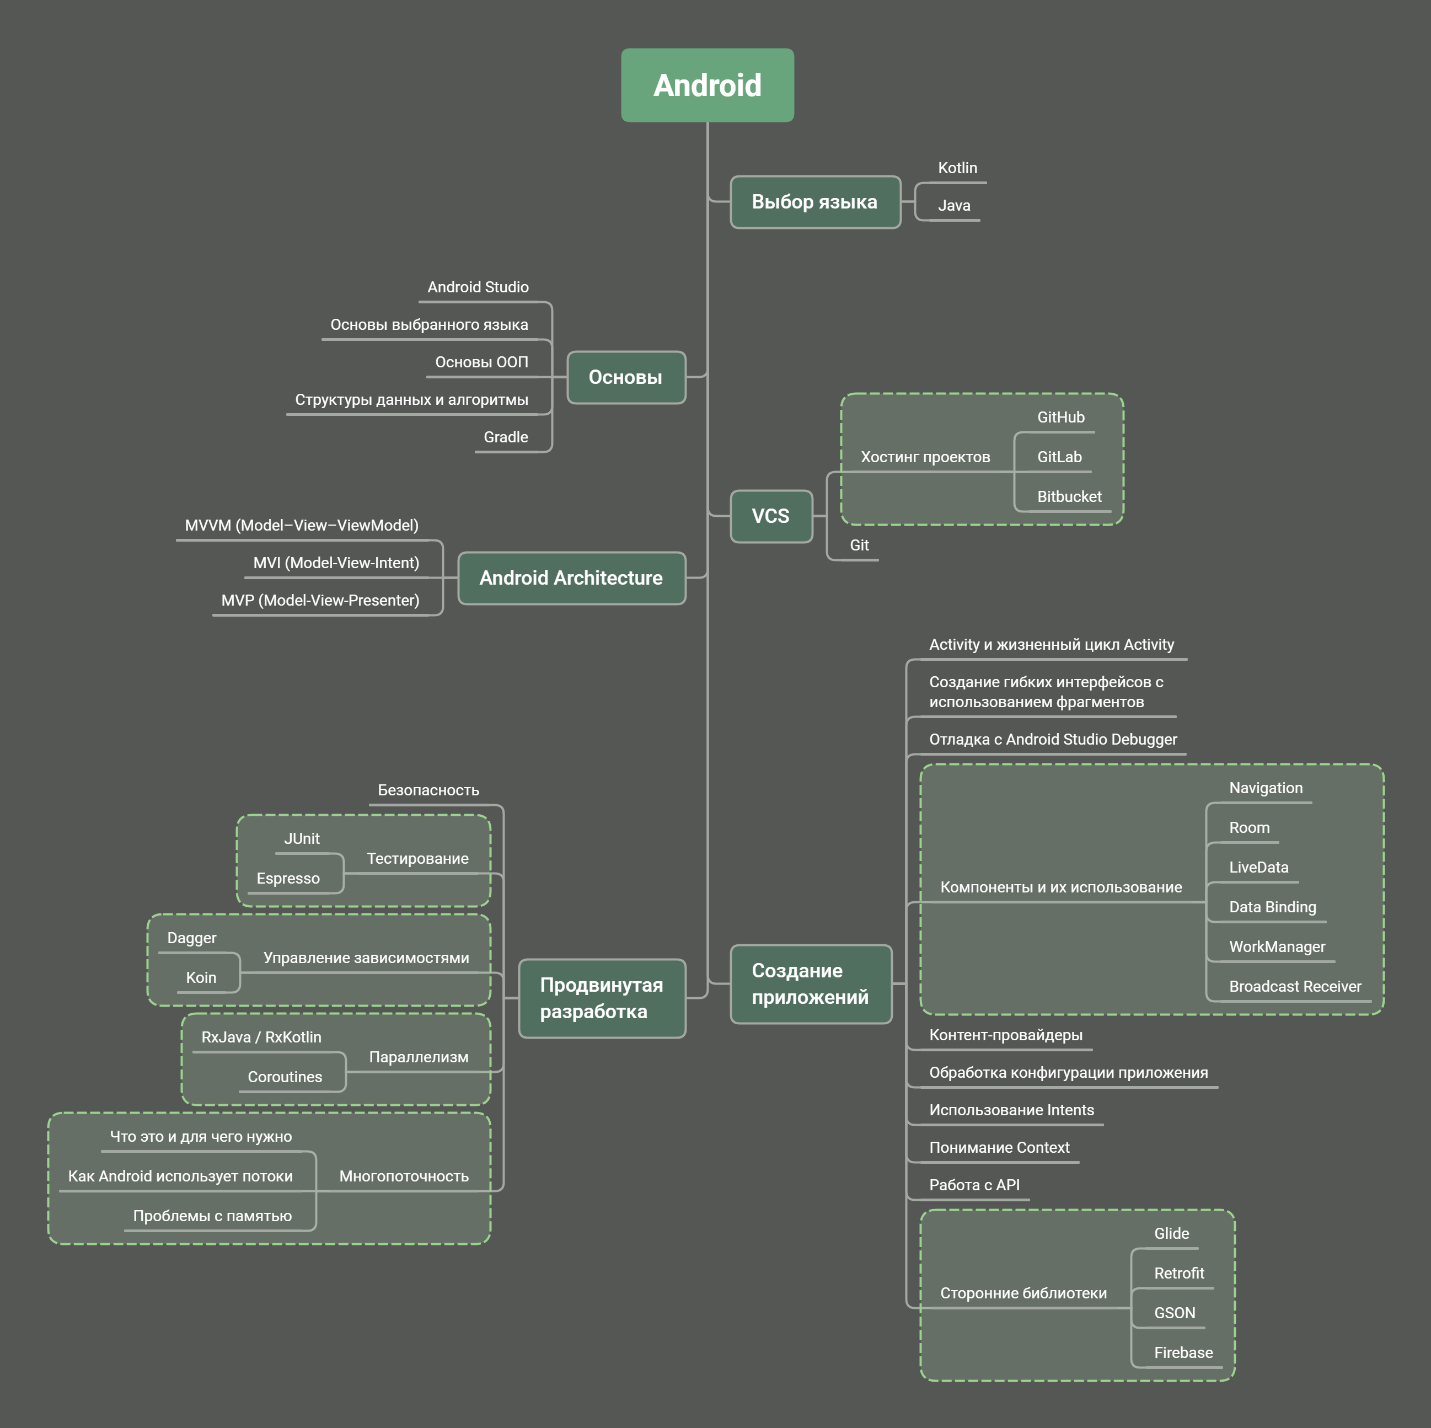 Android
Выбор языка
Kotlin
Java
Основы
Android Studio
Основы выбранного языка
Основы ООП
Структуры данных и алгоритмы
Gradle
VCS
Хостинг проектов
GitHub
GitLab
Bitbucket
Git
Android Architecture
MVVM (Model–View–ViewModel)
MVI (Model-View-Intent)
MVP (Model-View-Presenter)
Создание
приложений
Activity и жизненный цикл Activity
Создание гибких интерфейсов с
использованием фрагментов
Отладка с Android Studio Debugger
Компоненты и их использование
Navigation
Room
LiveData
Data Binding
WorkManager
Broadcast Receiver
Контент-провайдеры
Обработка конфигурации приложения
Использование Intents
Понимание Context
Работа с API
Сторонние библиотеки
Glide
Retrofit
GSON
Firebase
Продвинутая
разработка
Безопасность
Тестирование
JUnit
Espresso
Управление зависимостями
Dagger
Koin
Параллелизм
RxJava / RxKotlin
Coroutines
Многопоточность
Что это и для чего нужно
Как Android использует потоки
Проблемы с памятью